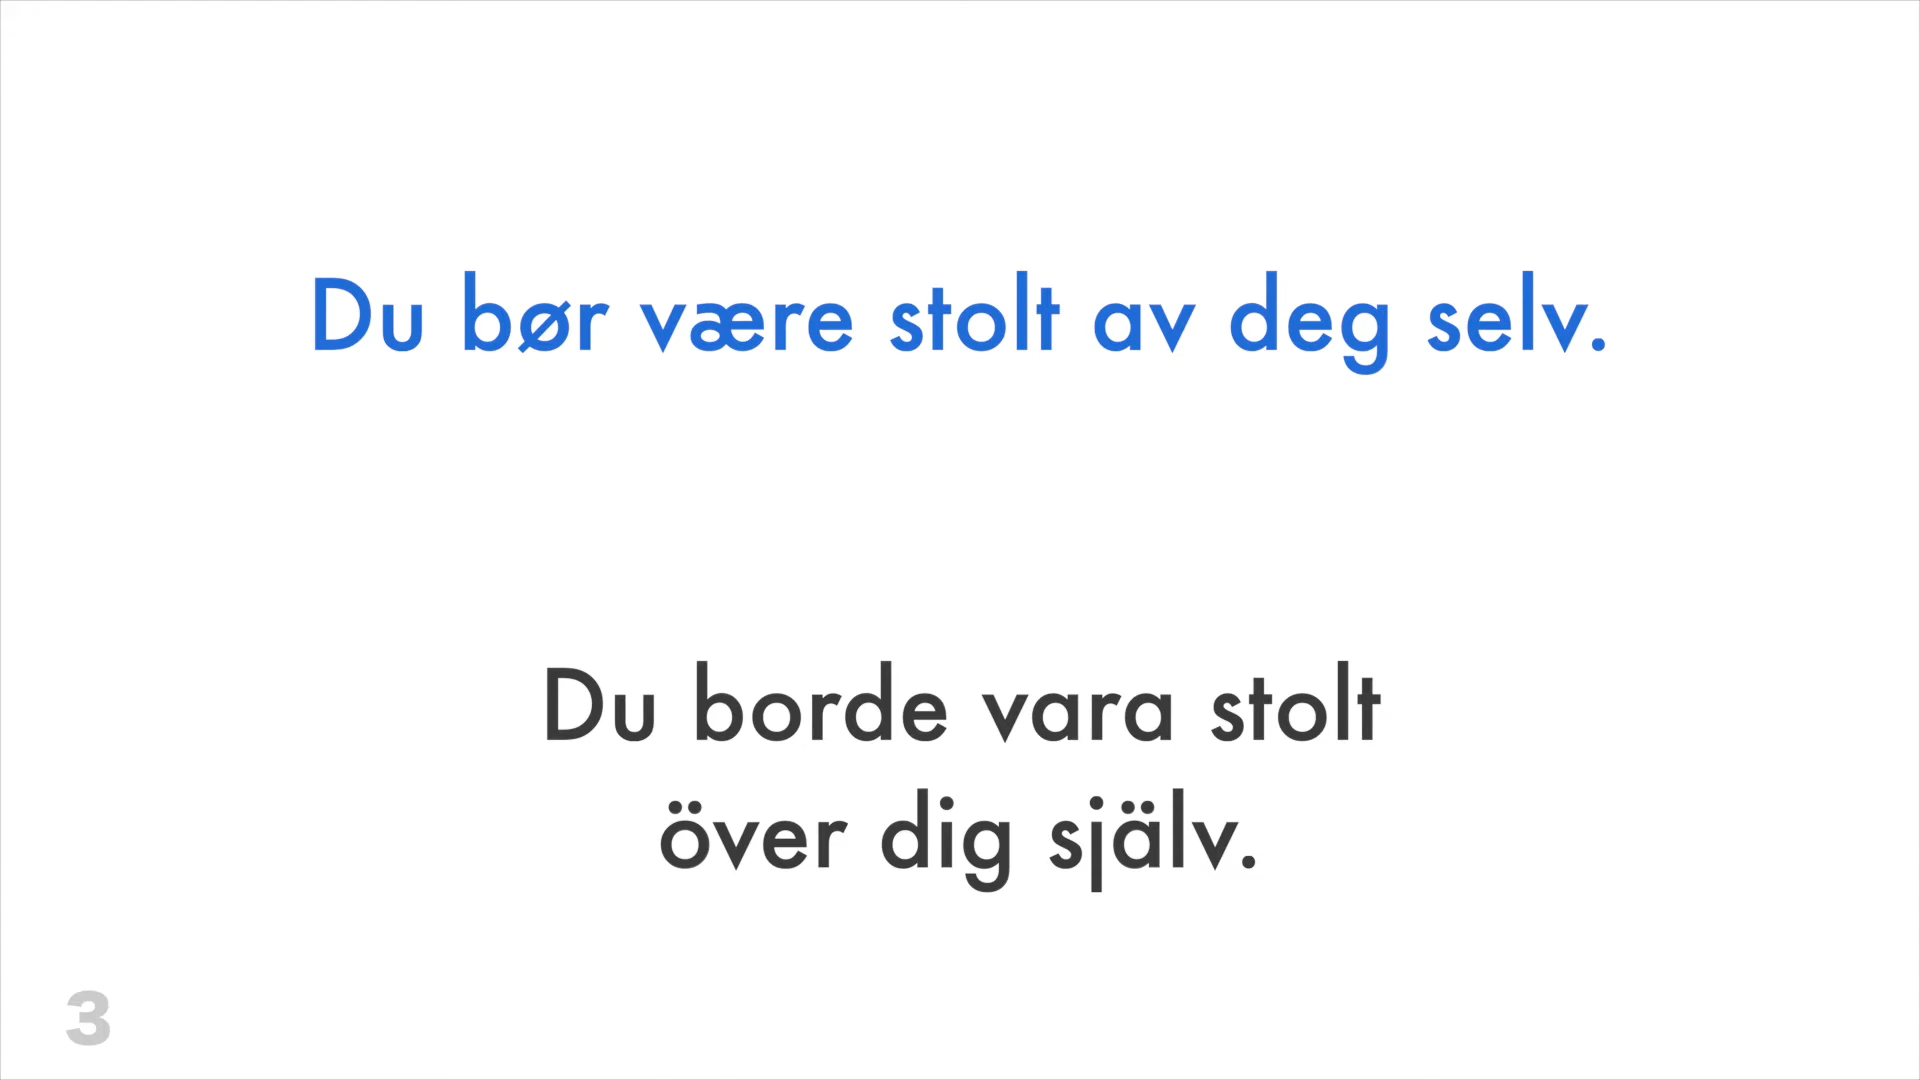 Du bør være stolt av deg selv.
Du borde vara stolt
över dig själv.
3